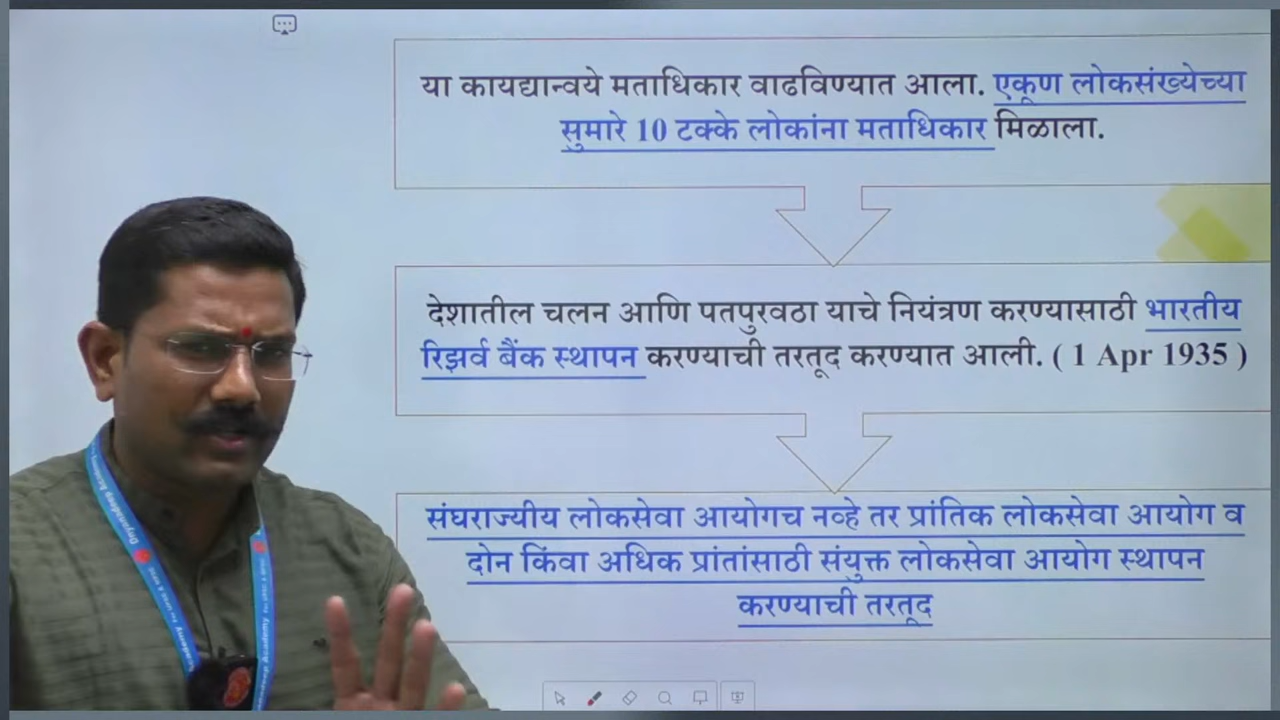 या कायद्यान्वये मताधिकार वाढविण्यात आला. एकूण लोकसंख्येच्या
सुमारे 10 टक्के लोकांना मताधिकार मिळाला.
देशातील चलन आणि पतपुरवठा याचे नियंत्रण करण्यासाठी भारतीय
रिझर्व बैंक स्थापन करण्याची तरतूद करण्यात आली. ( 1 Apr 1935 )
संघराज्यीय लोकसेवा आयोगच नव्हे तर प्रांतिक लोकसेवा आयोग व
दोन किंवा अधिक प्रांतांसाठी संयुक्त लोकसेवा आयोग स्थापन
करण्याची तरतूद